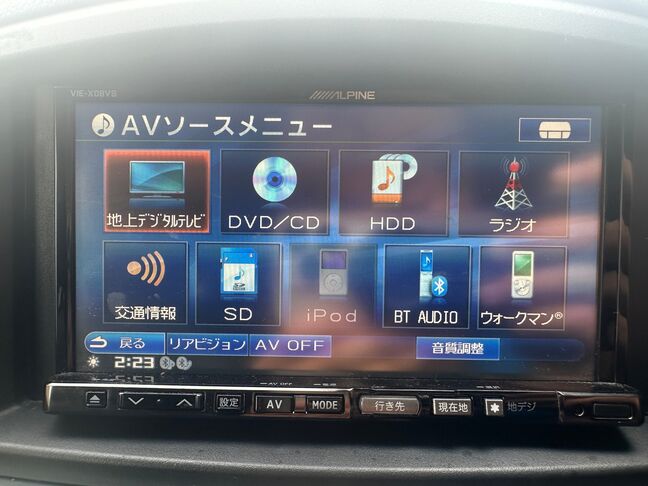 VIE-X08VS
ALPINE
AVソースメニュー
地上デジタルテレビ
DVD/CD
HDD
ラジオ
交通情報
SD
iPod
BT AUDIO
ウォークマン®
戻る
リアビジョン
AV OFF
音質調整
2:23
AV OFF
設定
AV
MODE
行き先
現在地
地デジ